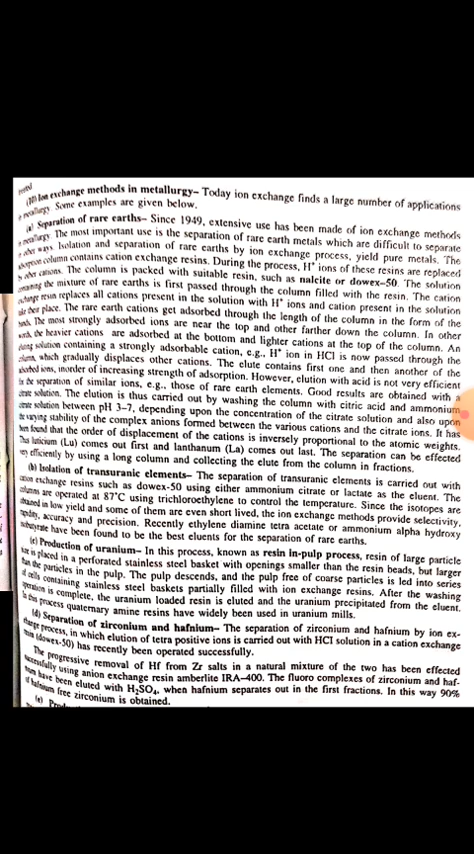 (10) Ion exchange methods in metallurgy– Today ion exchange finds a large number of applications
Some examples are given below.
(a) Separation of rare earths– Since 1949, extensive use has been made of ion exchange methods
The most important use is the separation of rare earth metals which are difficult to separate
other ways. Isolation and separation of rare earths by ion exchange process, yield pure metals. The
column contains cation exchange resins. During the process, H⁺ ions of these resins are replaced
other cations. The column is packed with suitable resin, such as nalcite or dowex–50. The solution
the mixture of rare earths is first passed through the column filled with the resin. The cation
resin replaces all cations present in the solution with H⁺ ions and cation present in the solution
their place. The rare earth cations get adsorbed through the length of the column in the form of the
The most strongly adsorbed ions are near the top and other farther down the column. In other
the heavier cations are adsorbed at the bottom and lighter cations at the top of the column. An
solution containing a strongly adsorbable cation, e.g., H⁺ ion in HCl is now passed through the
which gradually displaces other cations. The elute contains first one and then another of the
ions, inorder of increasing strength of adsorption. However, elution with acid is not very efficient
the separation of similar ions, e.g., those of rare earth elements. Good results are obtained with a
solution. The elution is thus carried out by washing the column with citric acid and ammonium
solution between pH 3–7, depending upon the concentration of the citrate solution and also upon
varying stability of the complex anions formed between the various cations and the citrate ions. It has
been found that the order of displacement of the cations is inversely proportional to the atomic weights.
Thus luticium (Lu) comes out first and lanthanum (La) comes out last. The separation can be effected
very efficiently by using a long column and collecting the elute from the column in fractions.
(b) Isolation of transuranic elements– The separation of transuranic elements is carried out with
exchange resins such as dowex-50 using either ammonium citrate or lactate as the eluent. The
columns are operated at 87°C using trichloroethylene to control the temperature. Since the isotopes are
in low yield and some of them are even short lived, the ion exchange methods provide selectivity,
accuracy and precision. Recently ethylene diamine tetra acetate or ammonium alpha hydroxy
have been found to be the best eluents for the separation of rare earths.
(c) Production of uranium– In this process, known as resin in-pulp process, resin of large particle
size is placed in a perforated stainless steel basket with openings smaller than the resin beads, but larger
than the particles in the pulp. The pulp descends, and the pulp free of coarse particles is led into series
of cells containing stainless steel baskets partially filled with ion exchange resins. After the washing
operation is complete, the uranium loaded resin is eluted and the uranium precipitated from the eluent.
In this process quaternary amine resins have widely been used in uranium mills.
(d) Separation of zirconium and hafnium– The separation of zirconium and hafnium by ion ex-
change process, in which elution of tetra positive ions is carried out with HCl solution in a cation exchange
(dowex-50) has recently been operated successfully.
The progressive removal of Hf from Zr salts in a natural mixture of the two has been effected
successfully using anion exchange resin amberlite IRA–400. The fluoro complexes of zirconium and haf-
nium have been eluted with H₂SO₄, when hafnium separates out in the first fractions. In this way 90%
hafnium free zirconium is obtained.
(e)